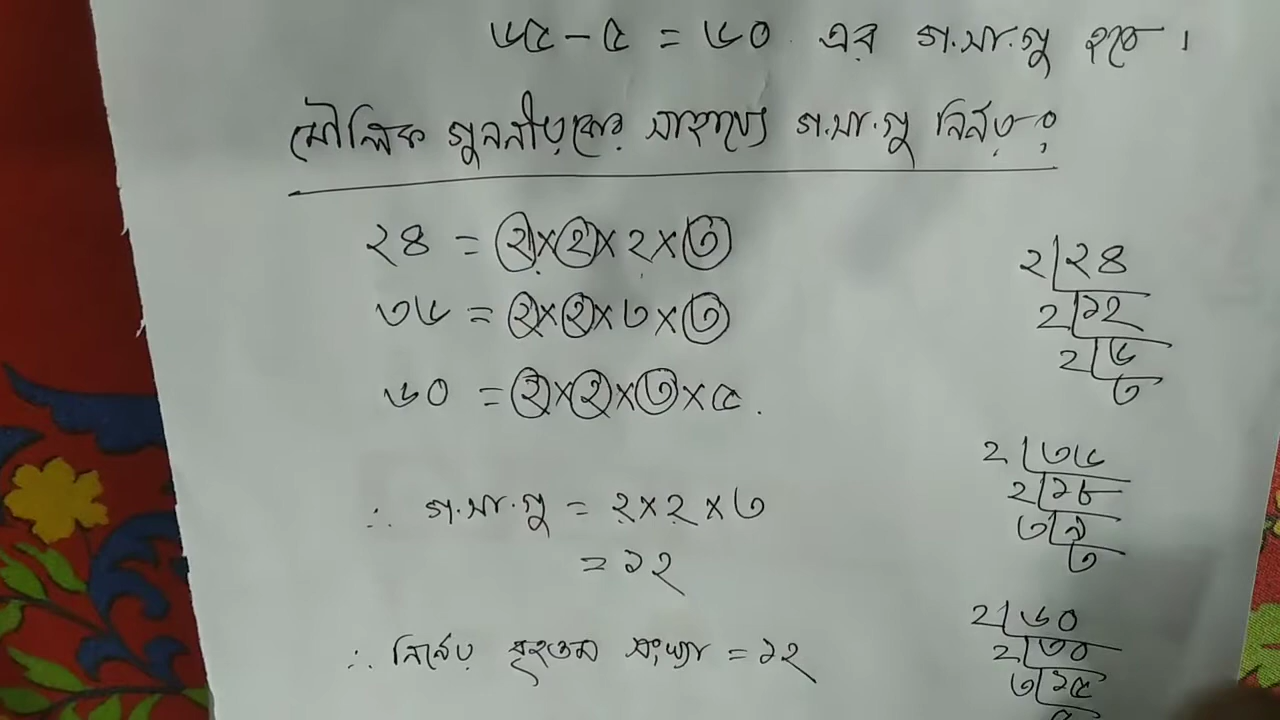 ৬৫ - ৫ = ৬০ এর গ.সা.গু হবে।
মৌলিক গুননীয়কের সাহায্যে গ.সা.গু নির্ণয়ঃ
২৪ = ২×২×২×৩
৩৬ = ২×২×৩×৩
৬০ = ২×২×৩×৫.
∴ গ.সা.গু = ২×২×৩
= ১২
∴ নির্ণেয় বৃহত্তম সংখ্যা = ১২
২|২৪
২|১২
২|৬
৩
২|৩৬
২|১৮
৩|৯
৩
২|৬০
২|৩০
৩|১৫